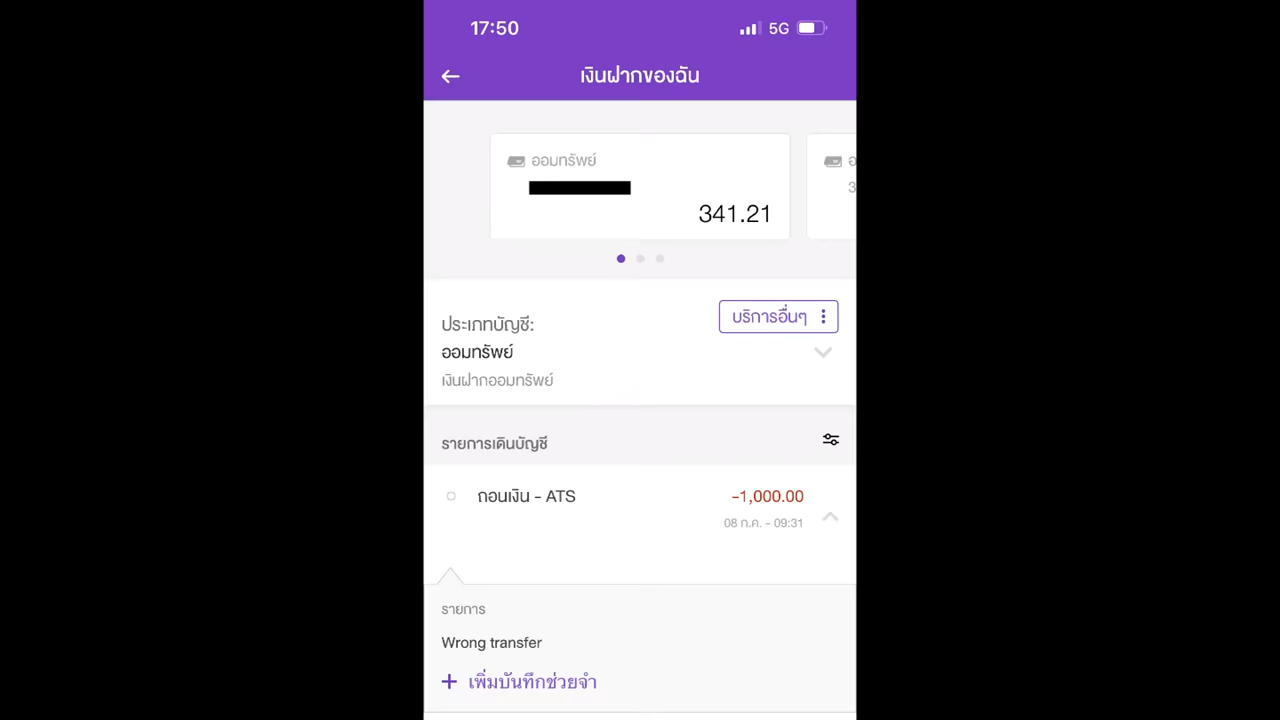 17:50
5G
เงินฝากของฉัน
ออมทรัพย์
341.21
ประเภทบัญชี:
บริการอื่นๆ
ออมทรัพย์
เงินฝากออมทรัพย์
รายการเดินบัญชี
ถอนเงิน - ATS
-1,000.00
08 ก.ค. - 09:31
รายการ
Wrong transfer
+ เพิ่มบันทึกช่วยจำ